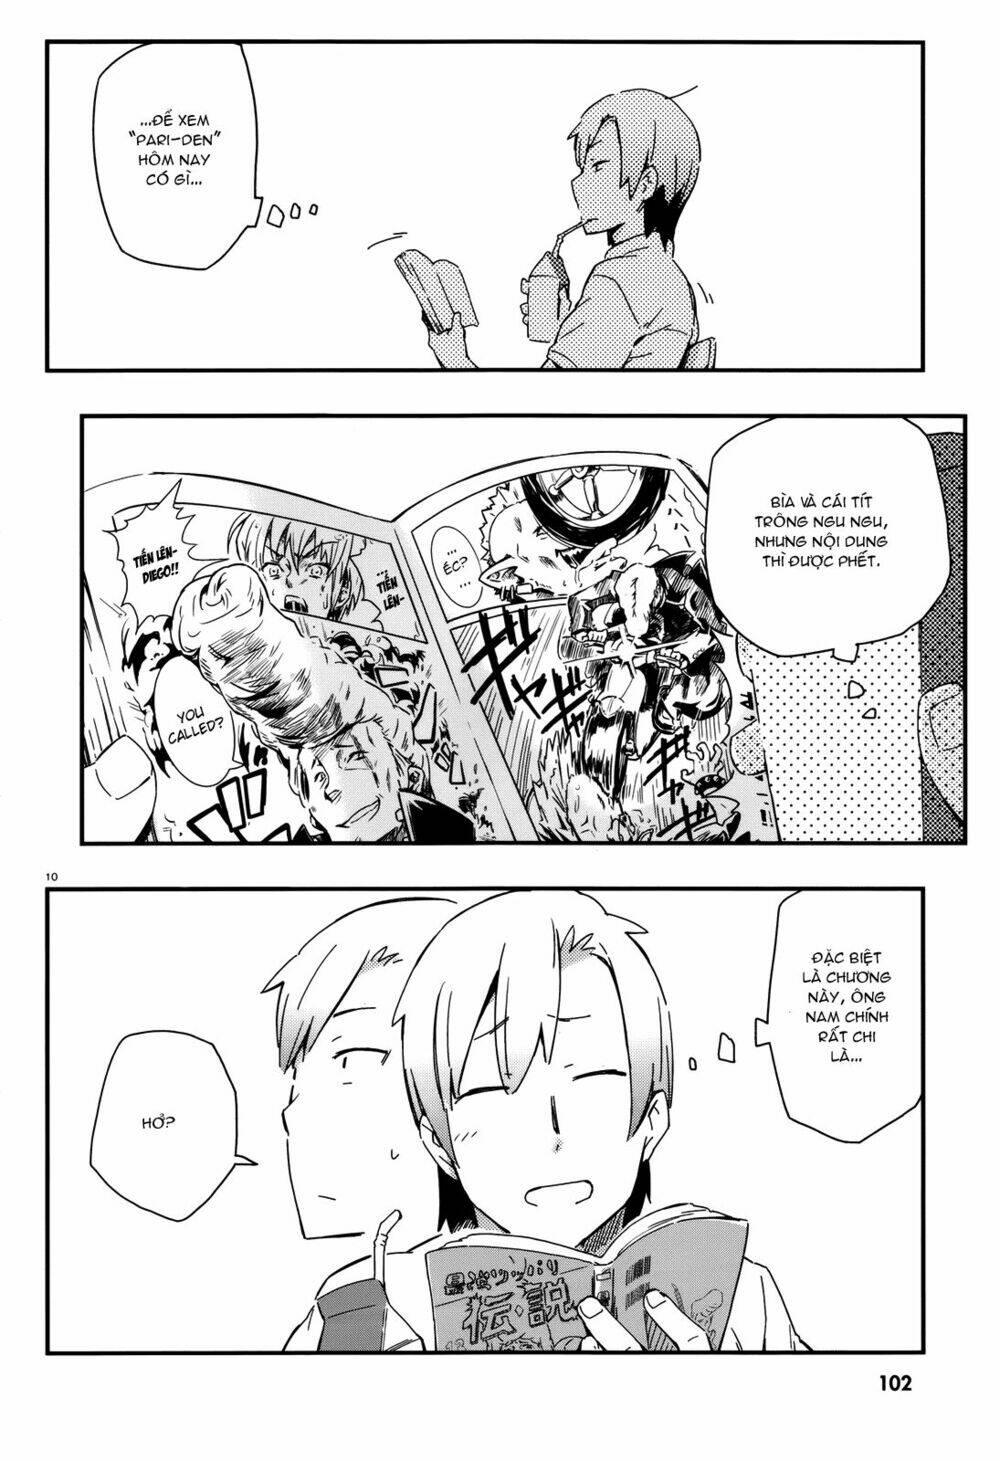 ...ĐỂ XEM
"PARI-DEN"
HÔM NAY
CÓ GÌ...
BÌA VÀ CÁI TÍT
TRÔNG NGU NGU,
NHƯNG NỘI DUNG
THÌ ĐƯỢC PHẾT.
...
ẾC?
...
...
TIẾN
LÊN-
TIẾN LÊN-
DIEGO!!
YOU
CALLED?
10
ĐẶC BIỆT
LÀ CHƯƠNG
NÀY, ÔNG
NAM CHÍNH
RẤT CHI
LÀ...
HỞ?
伝説
102